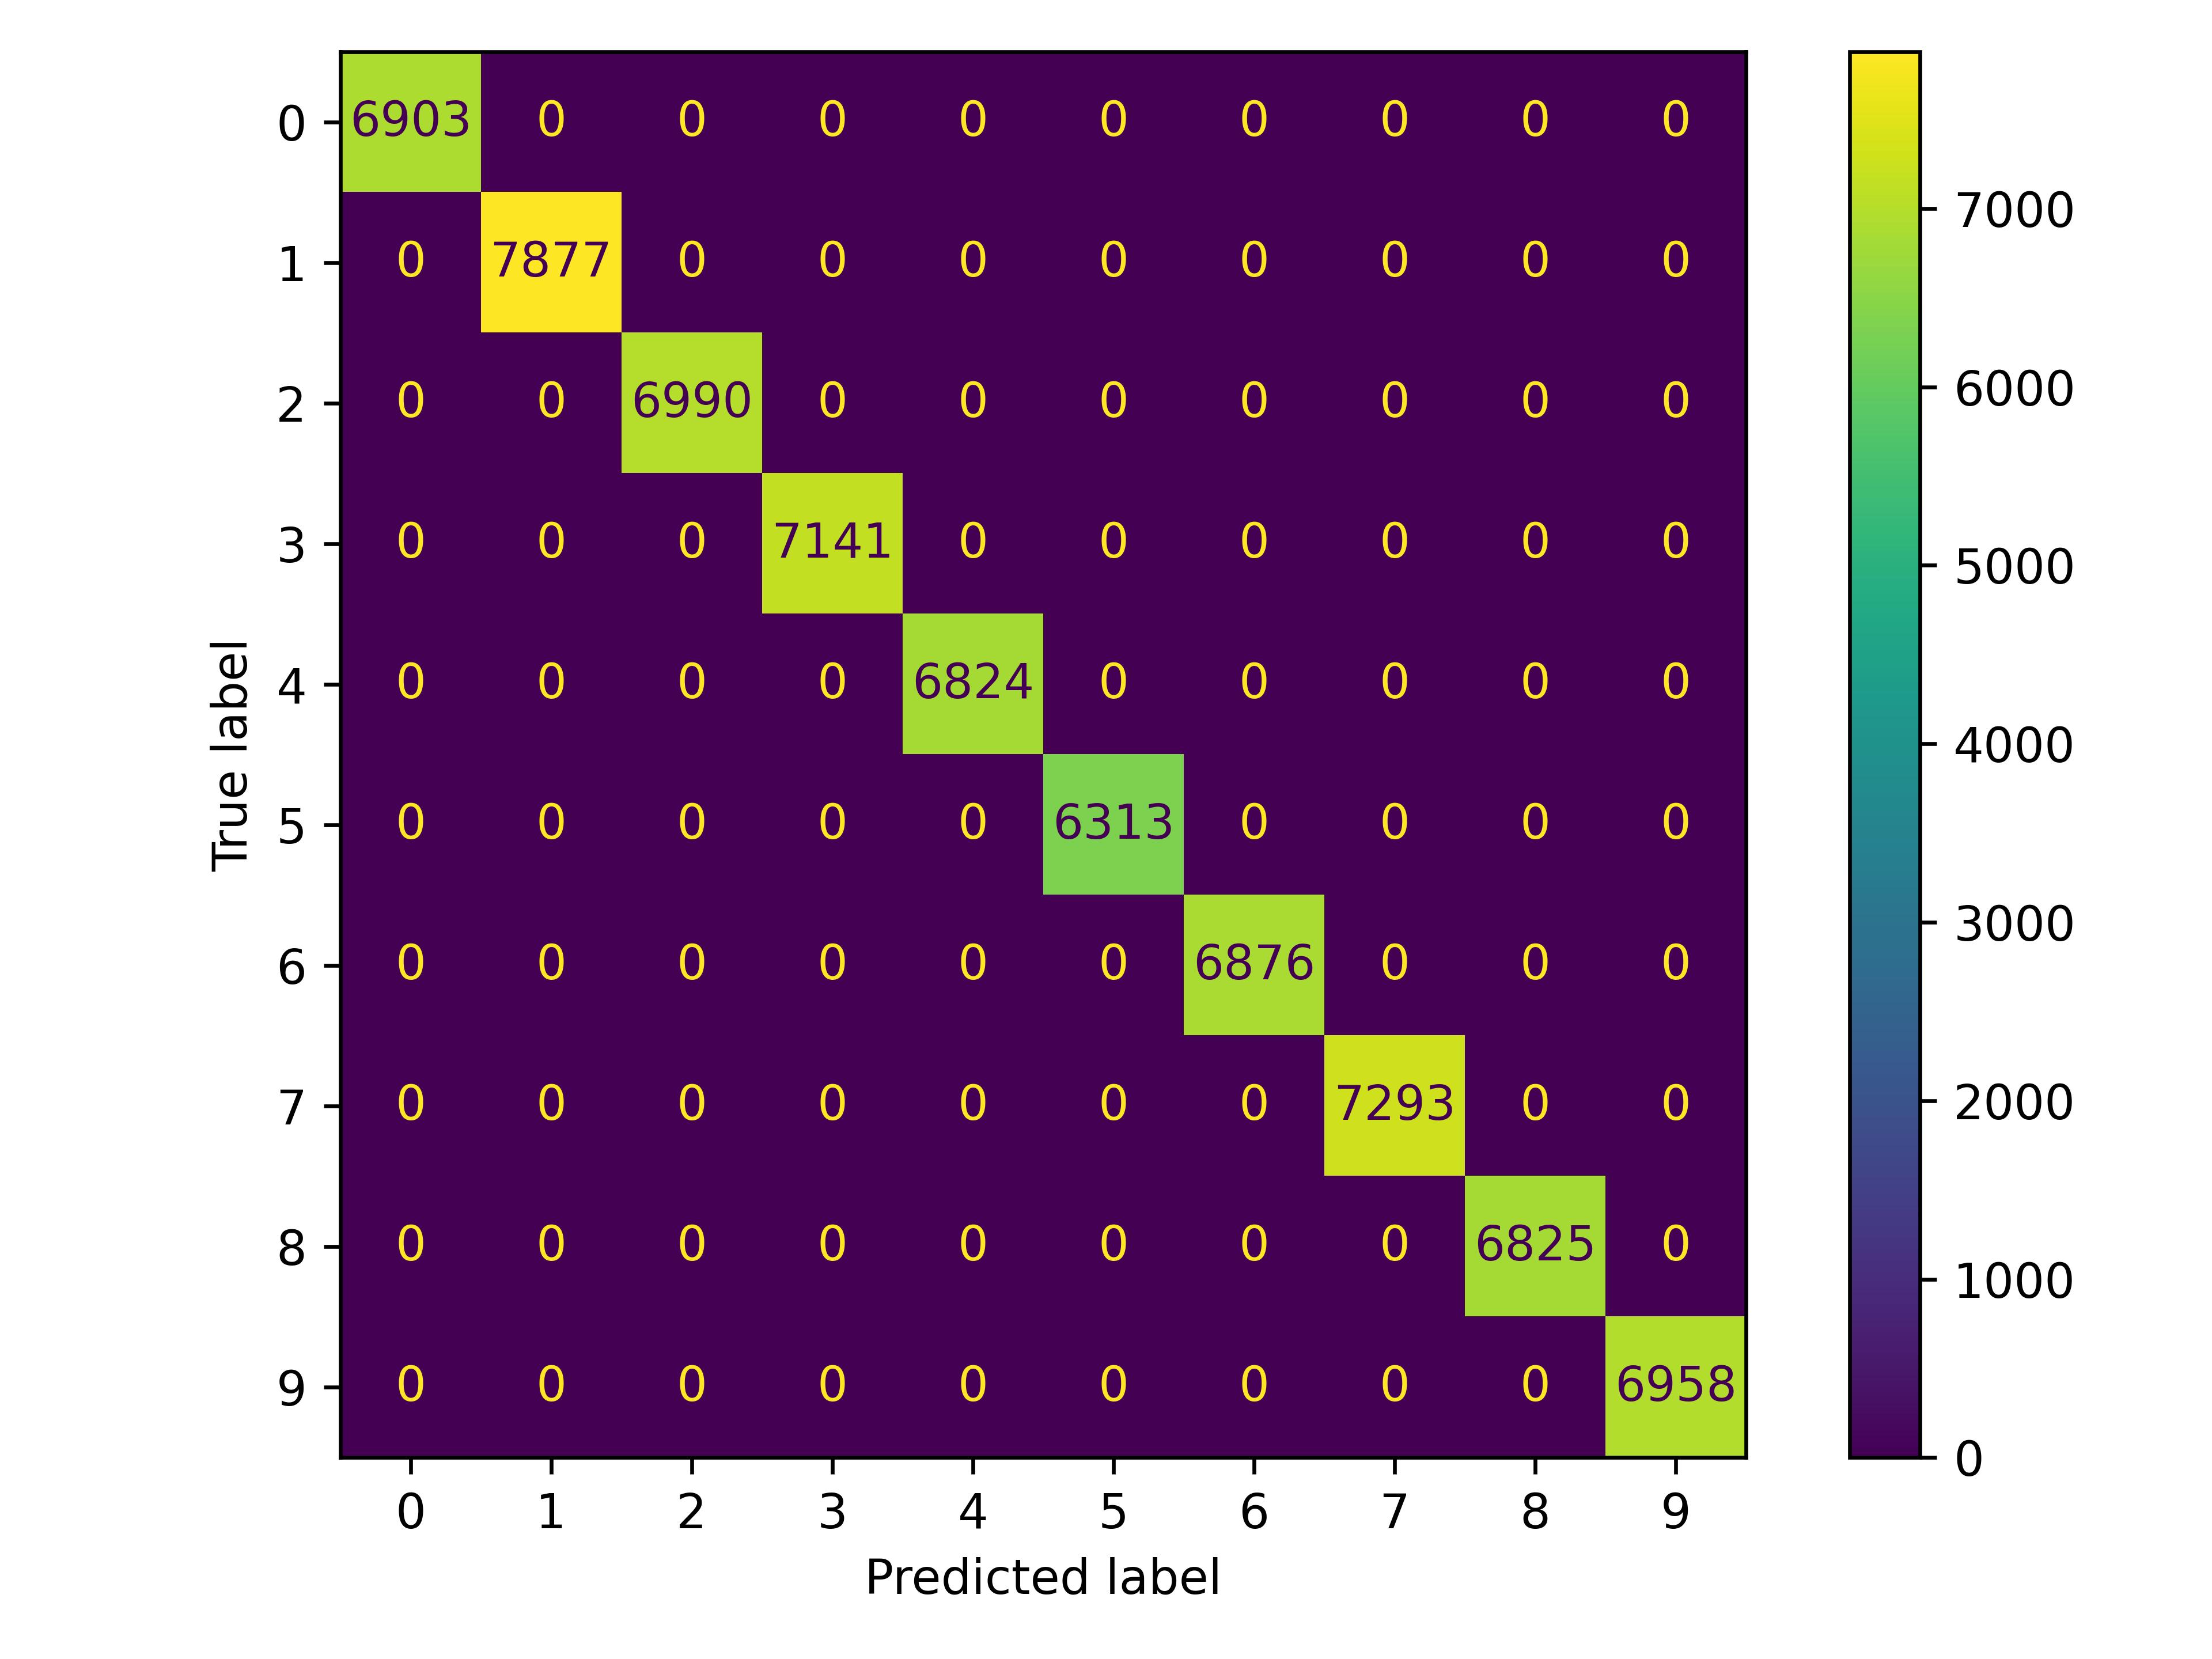 0 6903 0 0 0 0 0 0 0 0 0
1 0 7877 0 0 0 0 0 0 0 0
2 0 0 6990 0 0 0 0 0 0 0
3 0 0 0 7141 0 0 0 0 0 0
4 0 0 0 0 6824 0 0 0 0 0
5 0 0 0 0 0 6313 0 0 0 0
6 0 0 0 0 0 0 6876 0 0 0
7 0 0 0 0 0 0 0 7293 0 0
8 0 0 0 0 0 0 0 0 6825 0
9 0 0 0 0 0 0 0 0 0 6958
0 1 2 3 4 5 6 7 8 9
True label
Predicted label
7000
6000
5000
4000
3000
2000
1000
0